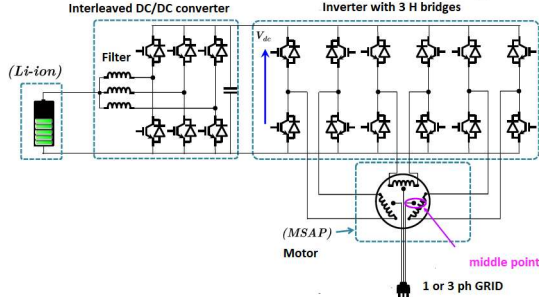 Interleaved DC/DC converter
Inverter with 3 H bridges
V_dc
(Li-ion)
Filter
(MSAP)
Motor
middle point
1 or 3 ph GRID